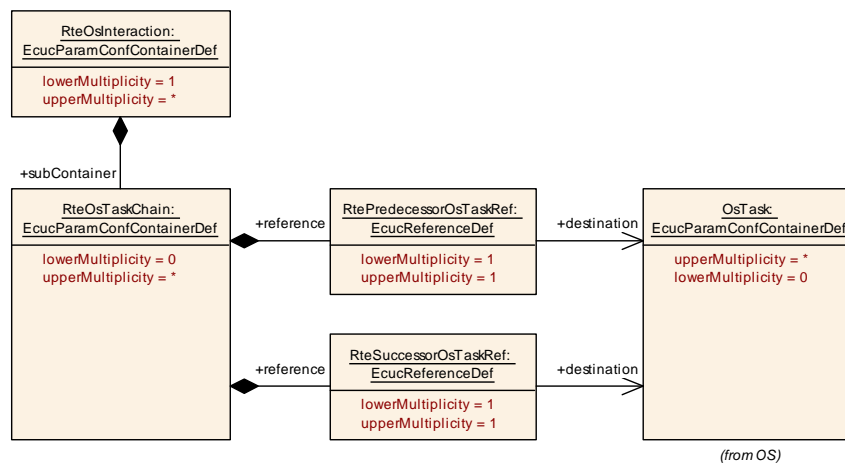 RteOsInteraction:
EcucParamConfContainerDef
lowerMultiplicity = 1
upperMultiplicity = *
+subContainer
RteOsTaskChain:
EcucParamConfContainerDef
lowerMultiplicity = 0
upperMultiplicity = *
+reference
RtePredecessorOsTaskRef:
EcucReferenceDef
lowerMultiplicity = 1
upperMultiplicity = 1
+destination
OsTask:
EcucParamConfContainerDef
upperMultiplicity = *
lowerMultiplicity = 0
+reference
RteSuccessorOsTaskRef:
EcucReferenceDef
lowerMultiplicity = 1
upperMultiplicity = 1
+destination
(from OS)